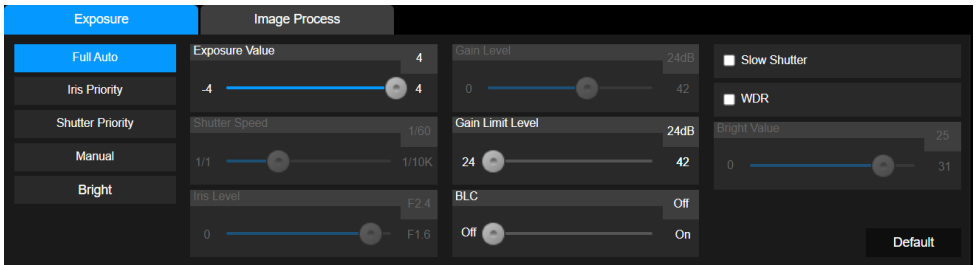 Exposure
Image Process
Full Auto
Iris Priority
Shutter Priority
Manual
Bright
Exposure Value
4
-4
4
Shutter Speed
1/60
1/1
1/10K
Iris Level
F2.4
0
F1.6
Gain Level
24dB
0
42
Gain Limit Level
24dB
24
42
BLC
Off
Off
On
Slow Shutter
WDR
Bright Value
25
0
31
Default